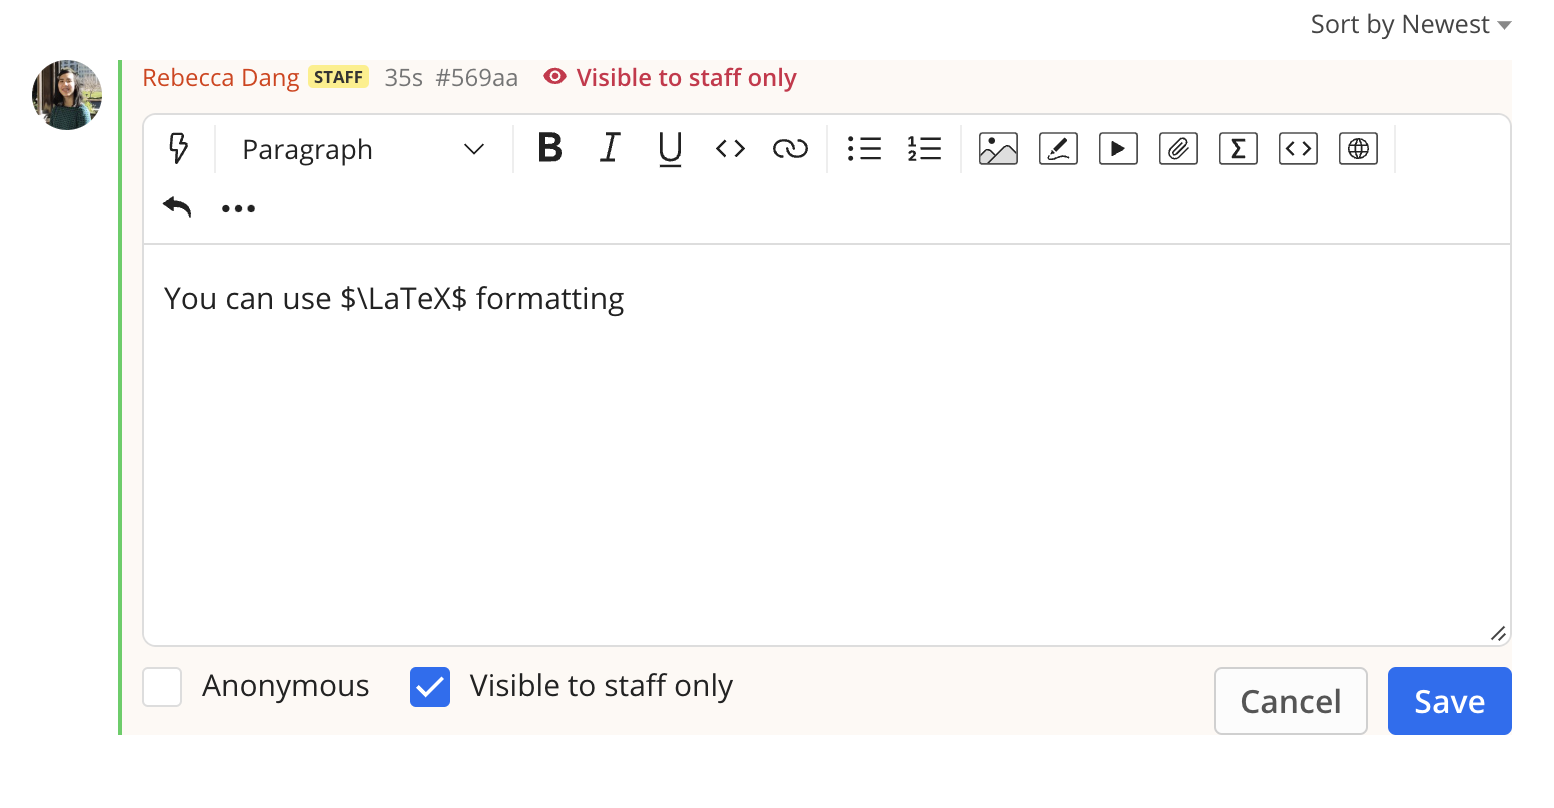 Sort by Newest
Rebecca Dang STAFF 35s #569aa Visible to staff only
Paragraph B I U
You can use $\LaTeX$ formatting
Anonymous Visible to staff only Cancel Save